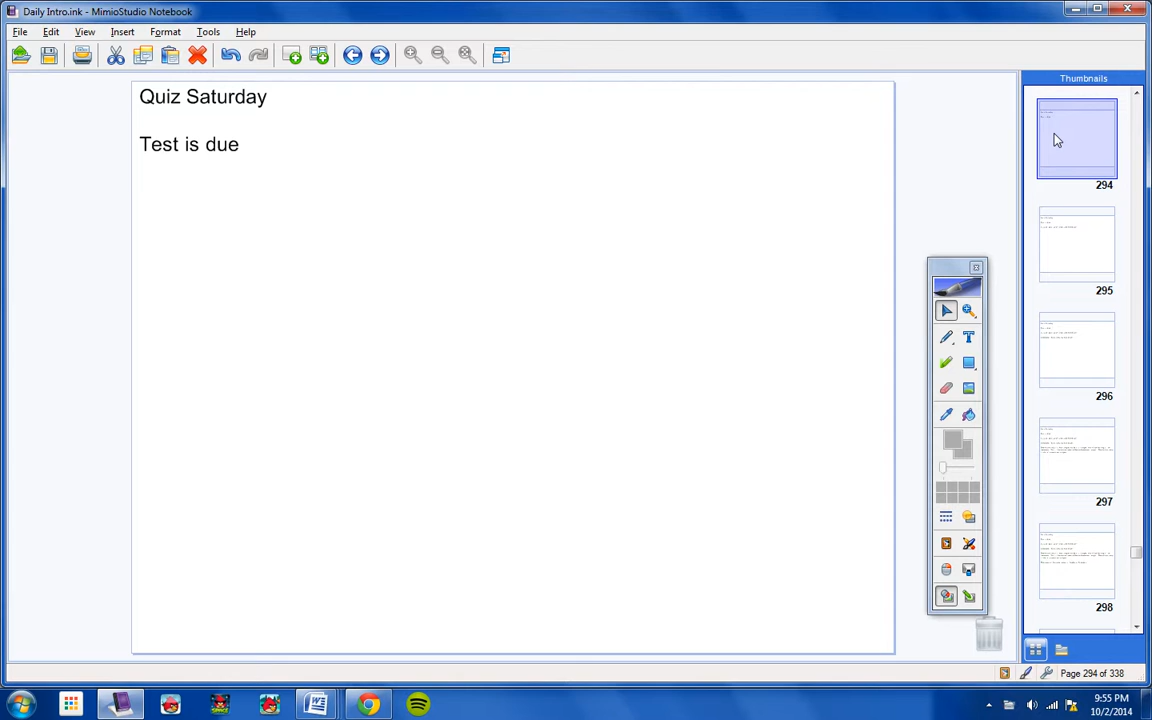 Daily Intro.ink - MimioStudio Notebook
File Edit View Insert Format Tools Help
Thumbnails
Quiz Saturday
Test is due
294
295
296
297
298
Page 294 of 338
9:55 PM
10/2/2014